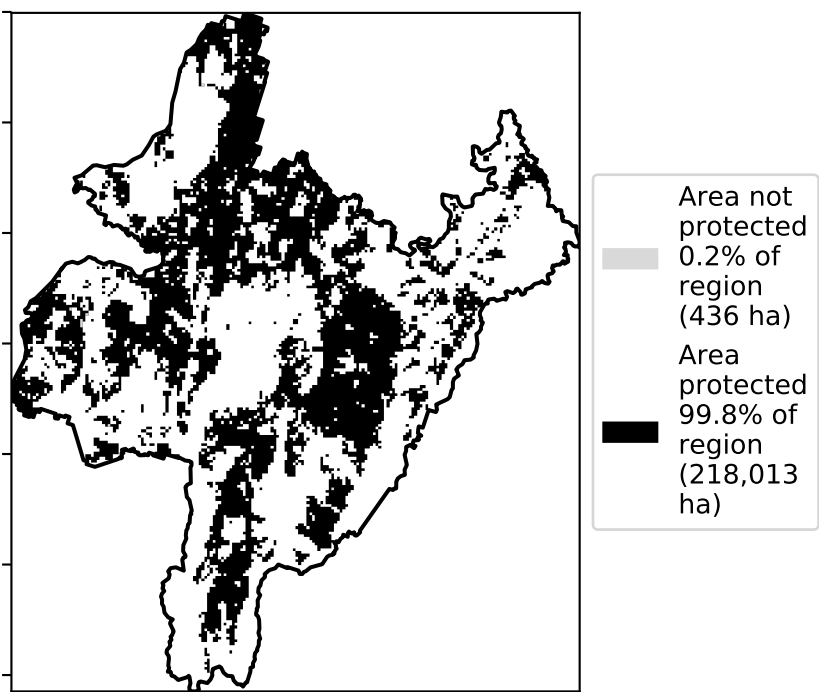 Area not
protected
0.2% of
region
(436 ha)
Area
protected
99.8% of
region
(218,013
ha)